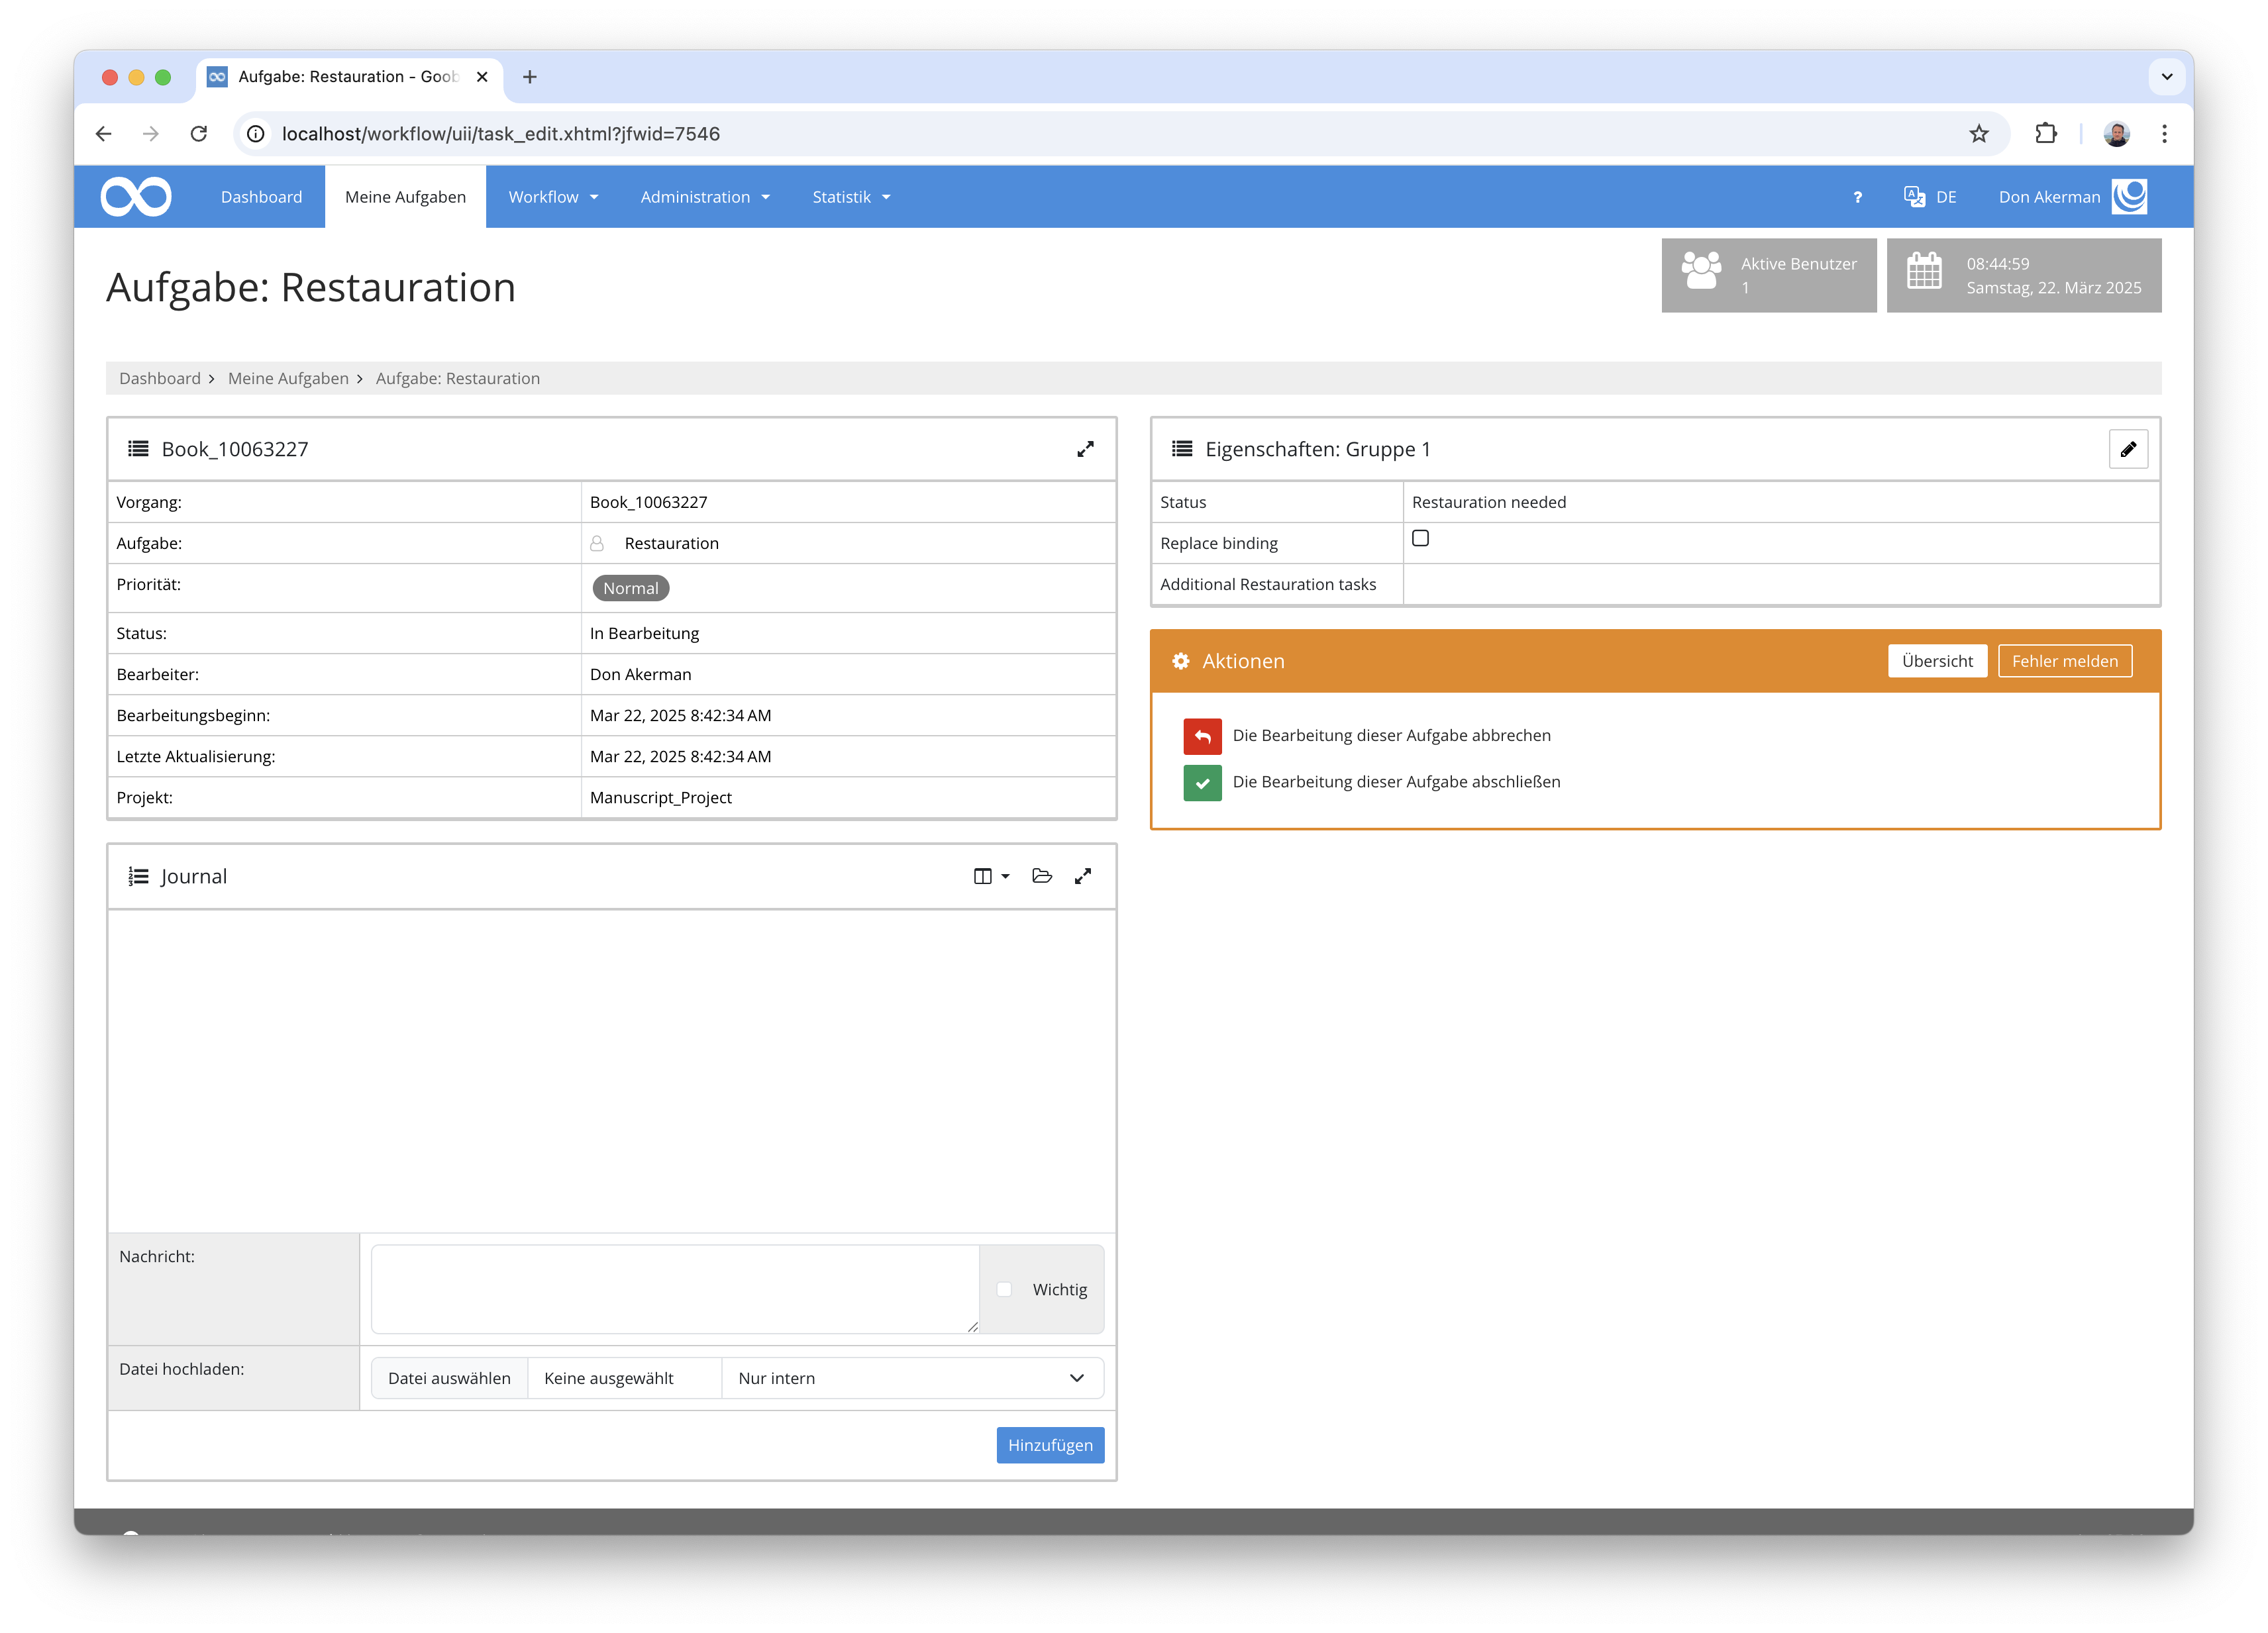 Aufgabe: Restauration - Goob
localhost/workflow/uii/task_edit.xhtml?jfwid=7546
Dashboard Meine Aufgaben Workflow Administration Statistik ? DE Don Akerman
Aufgabe: Restauration
Aktive Benutzer
1
08:44:59
Samstag, 22. März 2025
Dashboard > Meine Aufgaben > Aufgabe: Restauration
Book_10063227
Vorgang: Book_10063227
Aufgabe: Restauration
Priorität: Normal
Status: In Bearbeitung
Bearbeiter: Don Akerman
Bearbeitungsbeginn: Mar 22, 2025 8:42:34 AM
Letzte Aktualisierung: Mar 22, 2025 8:42:34 AM
Projekt: Manuscript_Project
Journal
Nachricht:
Wichtig
Datei hochladen: Datei auswählen Keine ausgewählt Nur intern
Hinzufügen
Eigenschaften: Gruppe 1
Status Restauration needed
Replace binding
Additional Restauration tasks
Aktionen Übersicht Fehler melden
Die Bearbeitung dieser Aufgabe abbrechen
Die Bearbeitung dieser Aufgabe abschließen